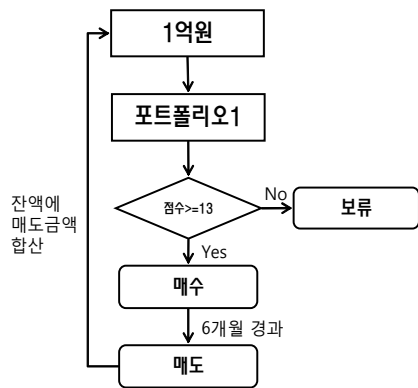 1억원
포트폴리오1
점수>=13
No
보류
잔액에
매도금액
합산
Yes
매수
6개월 경과
매도